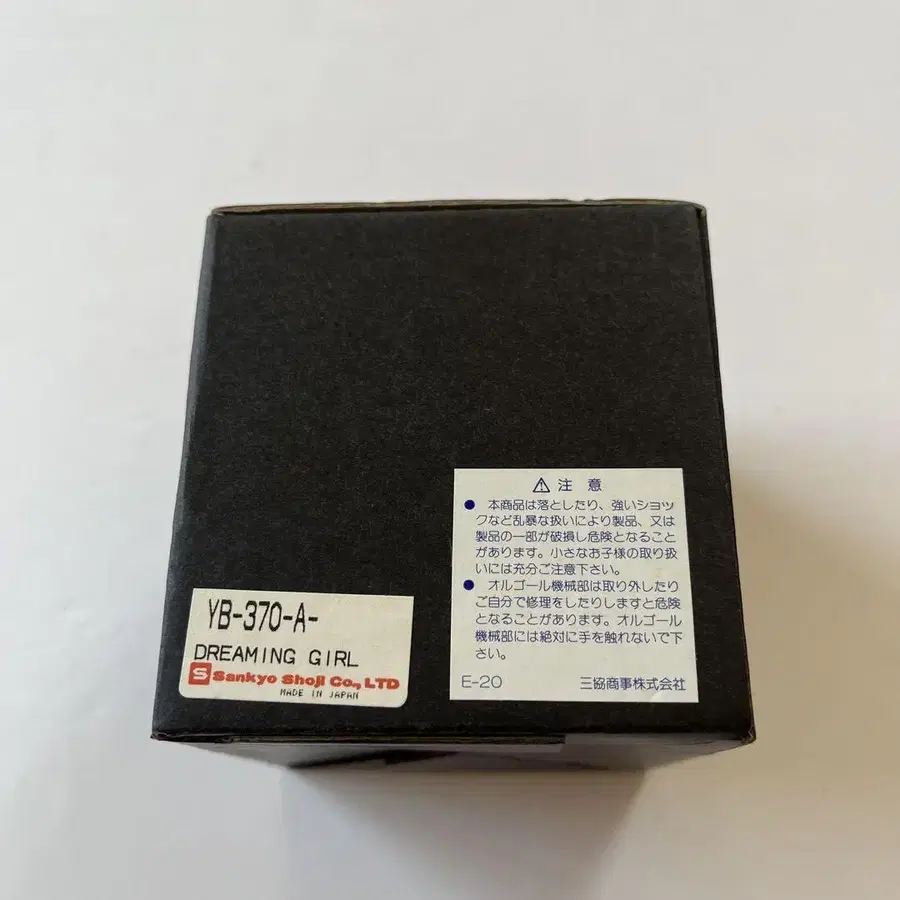 ⚠ 注 意
● 本商品は落としたり、強いショッ
クなど乱暴な扱いにより製品、又は
製品の一部が破損し危険となること
があります。小さなお子様の取り扱
いには充分ご注意下さい。
● オルゴール機械部は取り外したり
ご自分で修理をしたりしますと危険
となることがあります。オルゴール
機械部には絶対に手を触れないで下
さい。
E-20 三協商事株式会社
YB-370-A-
DREAMING GIRL
S Sankyo Shoji Co., LTD
MADE IN JAPAN